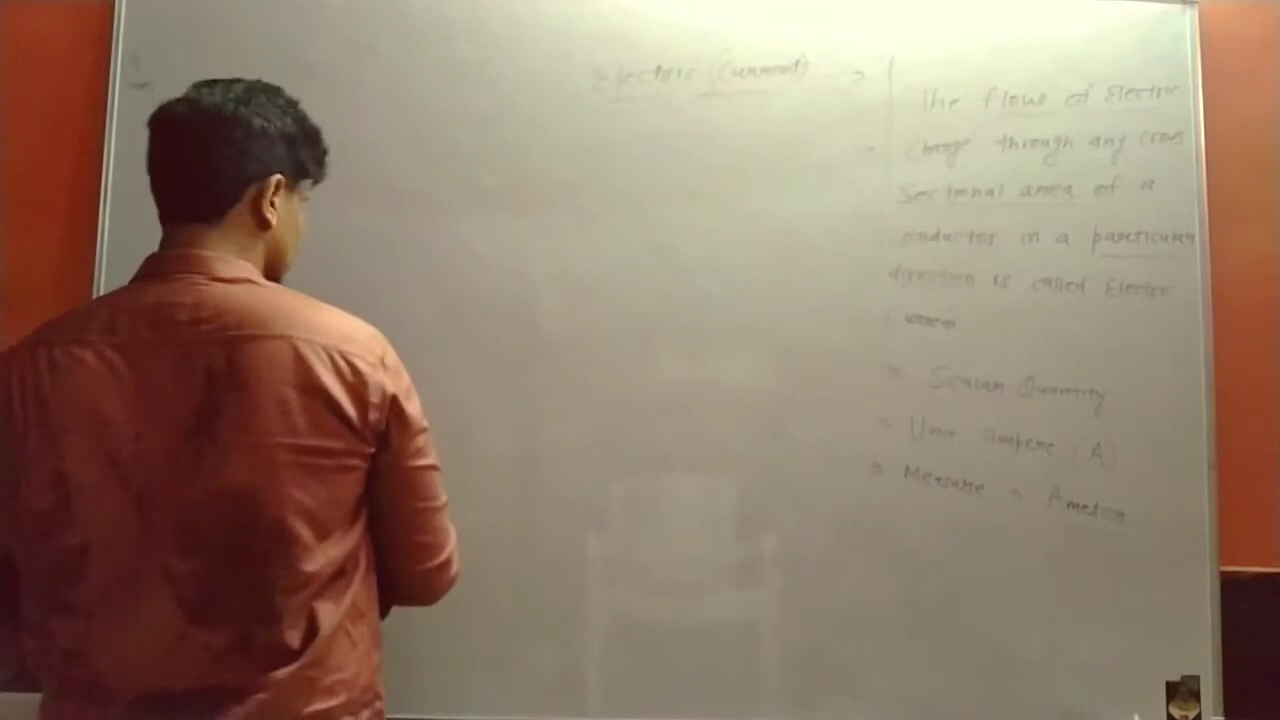 Electric (Current) →
The flow of Electric
charge through any cross
Sectional area of a
conductor in a particular
direction is called Electric
→ Scalar Quantity
→ Unit ampere (A)
→ Measure → Ameter